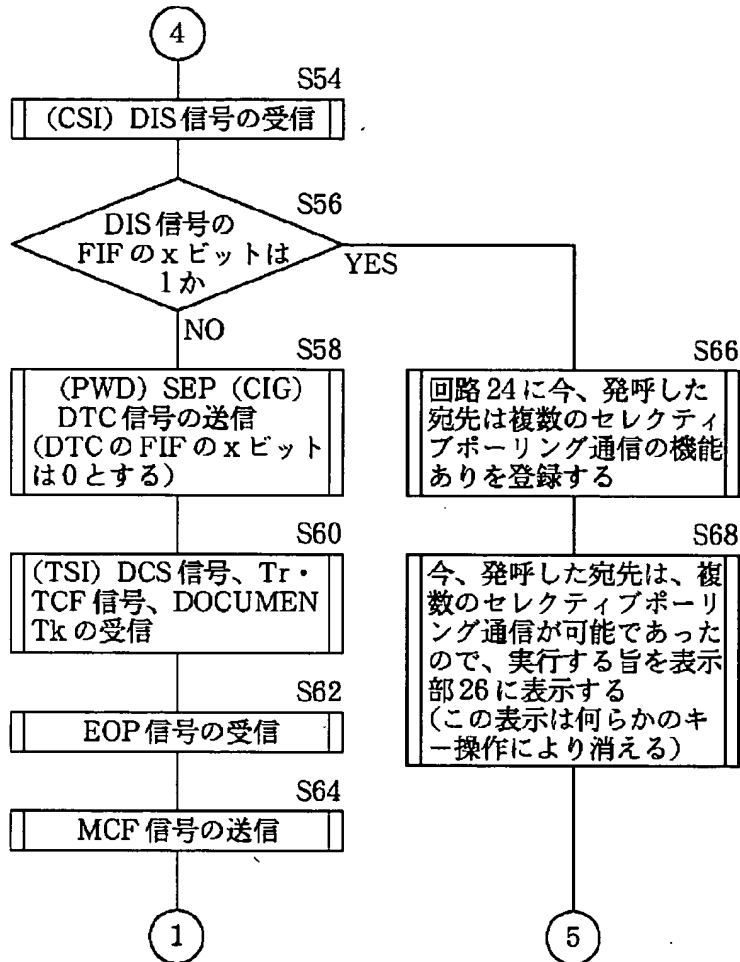 4
S54
(CSI) DIS信号の受信
S56
DIS信号の
FIFのxビットは
1か
YES
NO
S58
(PWD) SEP (CIG)
DTC信号の送信
(DTCのFIFのxビット
は0とする)
S60
(TSI) DCS信号、Tr・
TCF信号、DOCUMEN
Tkの受信
S62
EOP信号の受信
S64
MCF信号の送信
1
S66
回路24に今、発呼した
宛先は複数のセレクティ
ブポーリング通信の機能
ありを登録する
S68
今、発呼した宛先は、複
数のセレクティブポーリ
ング通信が可能であった
ので、実行する旨を表示
部26に表示する
(この表示は何らかのキ
ー操作により消える)
5